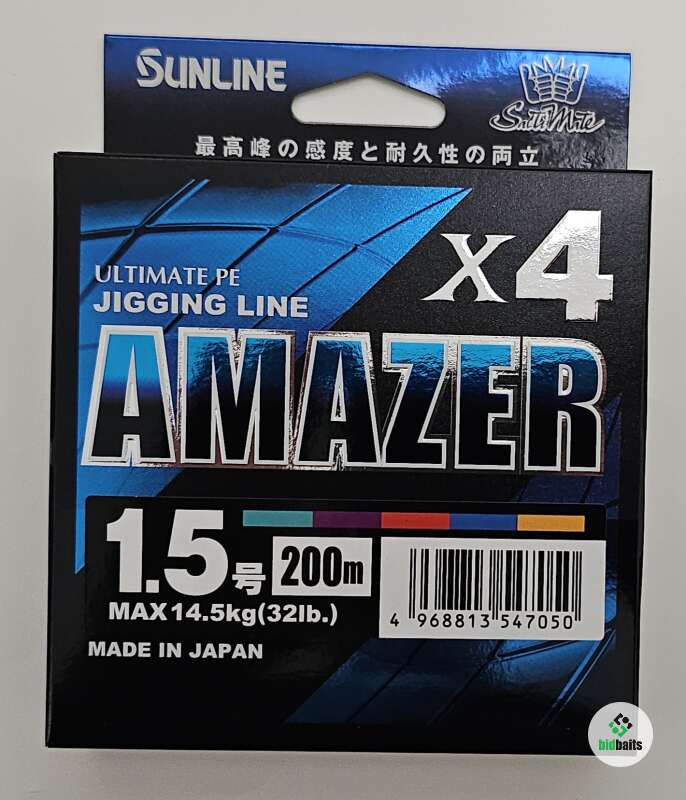 SUNLINE
SaltiMate
最高峰の感度と耐久性の両立
X4
ULTIMATE PE
JIGGING LINE
AMAZER
1.5号 200m
MAX 14.5kg(32lb.)
4 968813 547050
MADE IN JAPAN
bidbaits